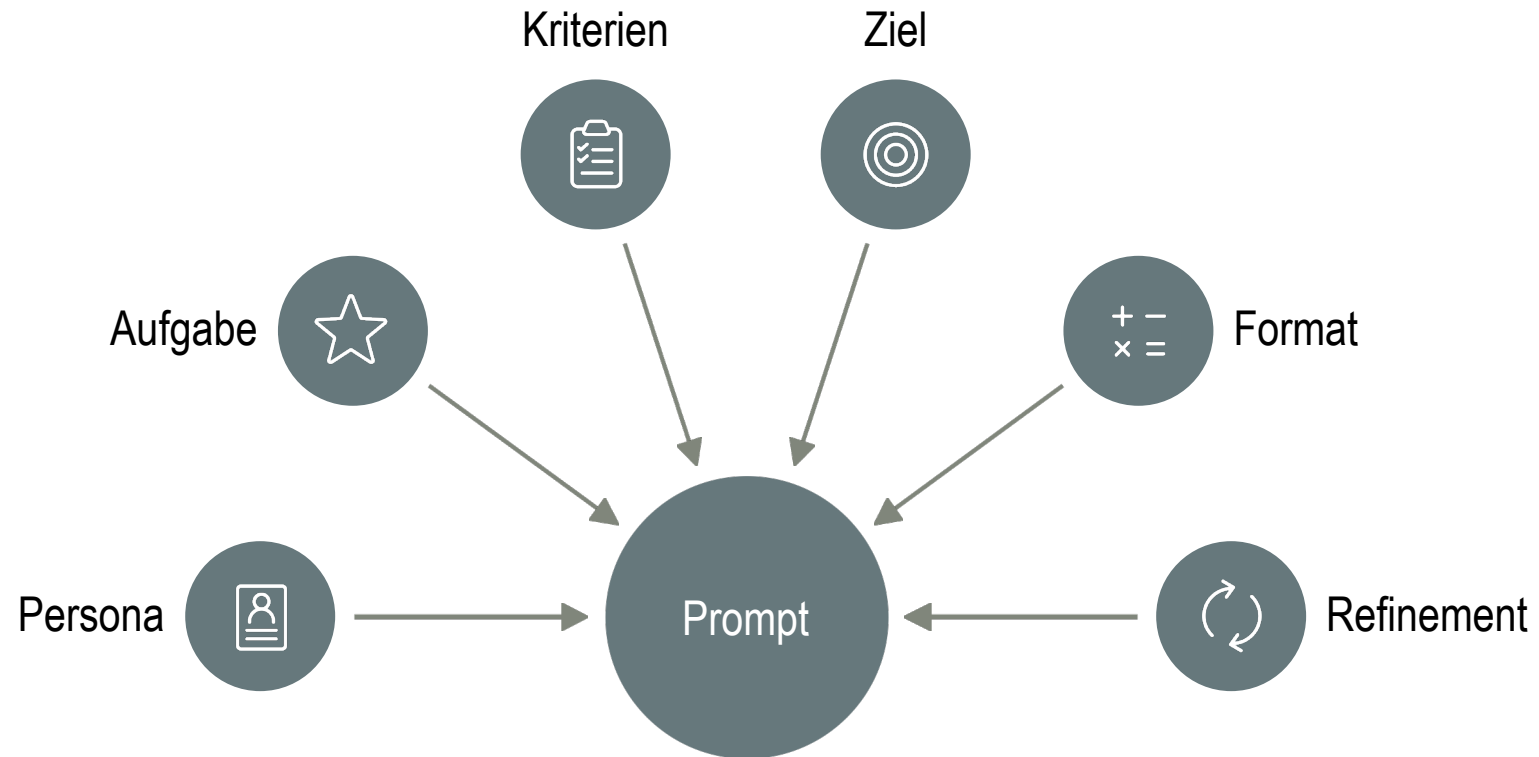 Kriterien
Ziel
Aufgabe
Format
Persona
Prompt
Refinement